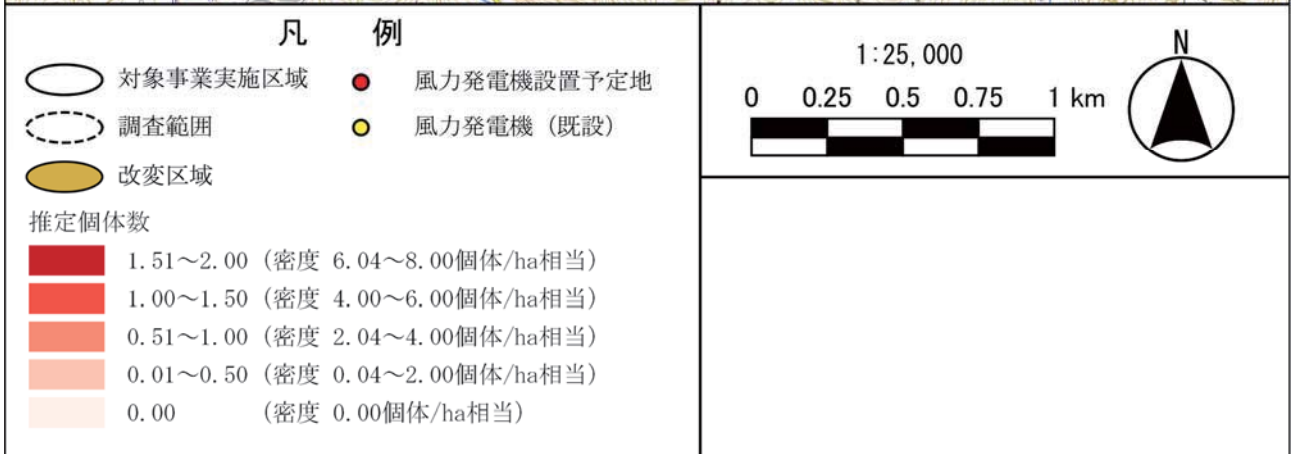 凡 例
対象事業実施区域 風力発電機設置予定地
調査範囲 風力発電機（既設）
改変区域
推定個体数
1.51～2.00 (密度 6.04～8.00個体/ha相当)
1.00～1.50 (密度 4.00～6.00個体/ha相当)
0.51～1.00 (密度 2.04～4.00個体/ha相当)
0.01～0.50 (密度 0.04～2.00個体/ha相当)
0.00 (密度 0.00個体/ha相当)
1:25,000
0 0.25 0.5 0.75 1 km
N